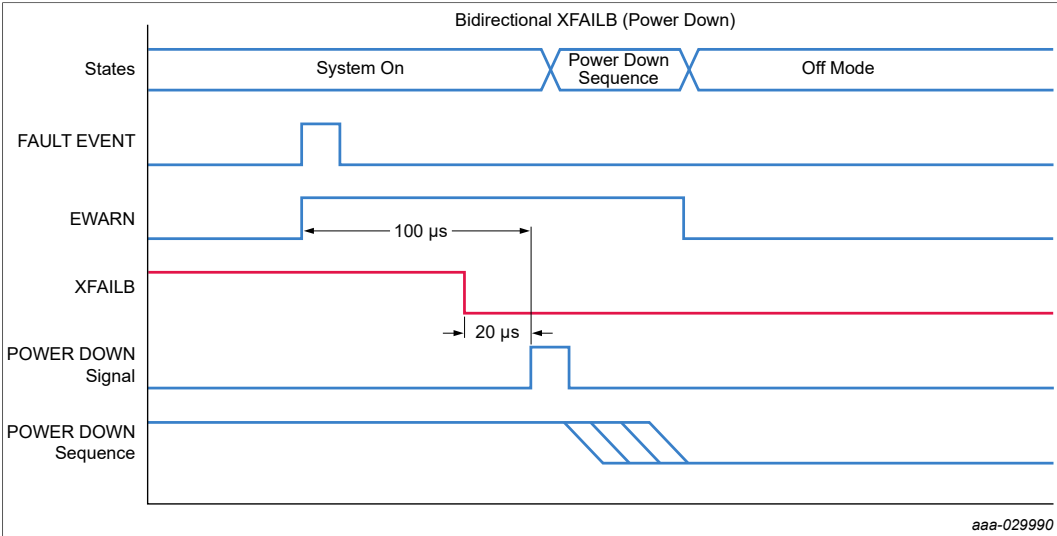 Bidirectional XFAILB (Power Down)
States
System On
Power Down
Sequence
Off Mode
FAULT EVENT
EWARN
100 µs
XFAILB
20 µs
POWER DOWN
Signal
POWER DOWN
Sequence
aaa-029990